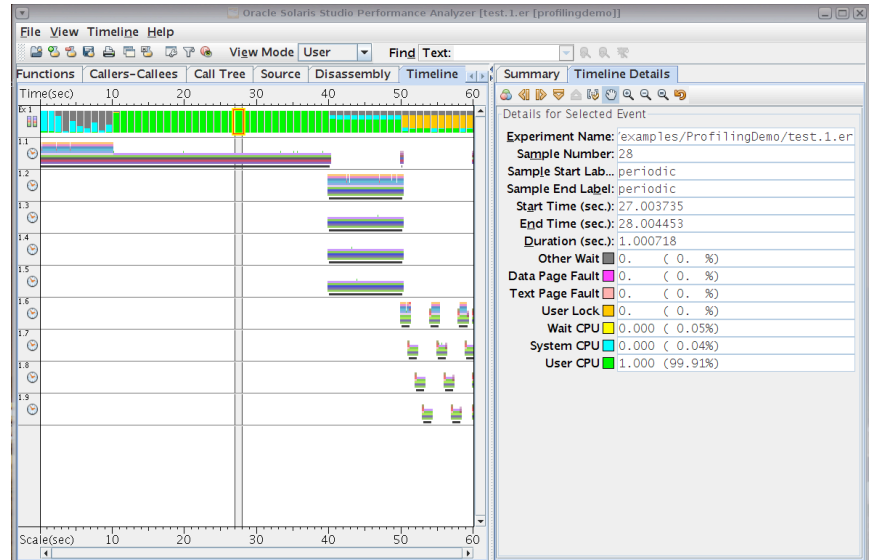 Oracle Solaris Studio Performance Analyzer [test.1.er [profilingdemo]]
File View Timeline Help
View Mode User Find Text:
Functions Callers-Callees Call Tree Source Disassembly Timeline Summary Timeline Details
Time(sec) 10 20 30 40 50 60
Ex 1
1.1
1.2
1.3
1.4
1.5
1.6
1.7
1.8
1.9
Scale(sec) 10 20 30 40 50 60
Details for Selected Event
Experiment Name: /examples/ProfilingDemo/test.1.er
Sample Number: 28
Sample Start Lab... periodic
Sample End Label: periodic
Start Time (sec.): 27.003735
End Time (sec.): 28.004453
Duration (sec.): 1.000718
Other Wait 0. ( 0. %)
Data Page Fault 0. ( 0. %)
Text Page Fault 0. ( 0. %)
User Lock 0. ( 0. %)
Wait CPU 0.000 ( 0.05%)
System CPU 0.000 ( 0.04%)
User CPU 1.000 (99.91%)